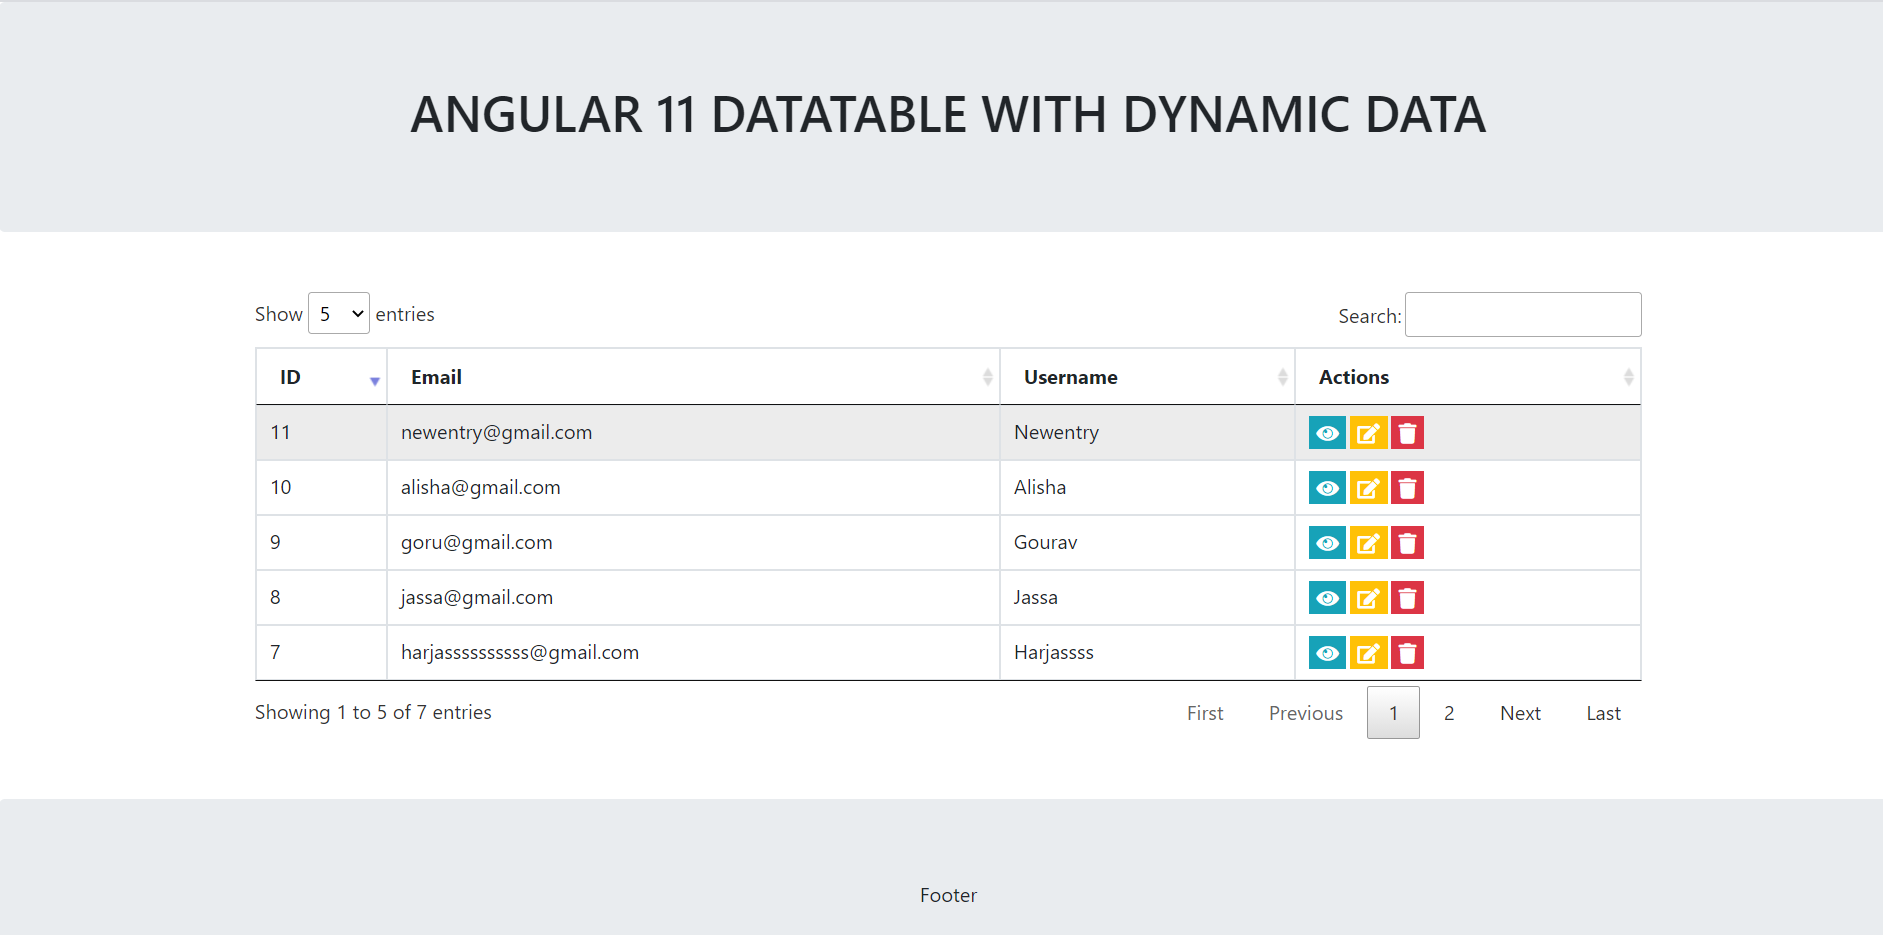 ANGULAR 11 DATATABLE WITH DYNAMIC DATA
Show 5 entries Search:
ID Email Username Actions
11 newentry@gmail.com Newentry
10 alisha@gmail.com Alisha
9 goru@gmail.com Gourav
8 jassa@gmail.com Jassa
7 harjassssssssss@gmail.com Harjassss
Showing 1 to 5 of 7 entries First Previous 1 2 Next Last
Footer